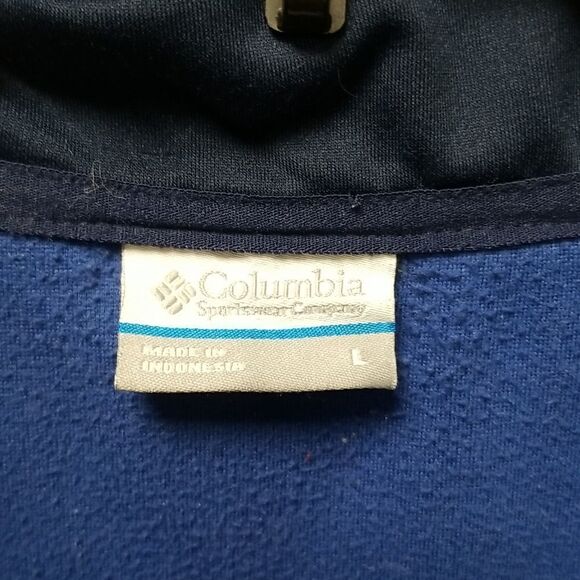 Columbia
Sportswear Company
MADE IN
INDONESIA
L